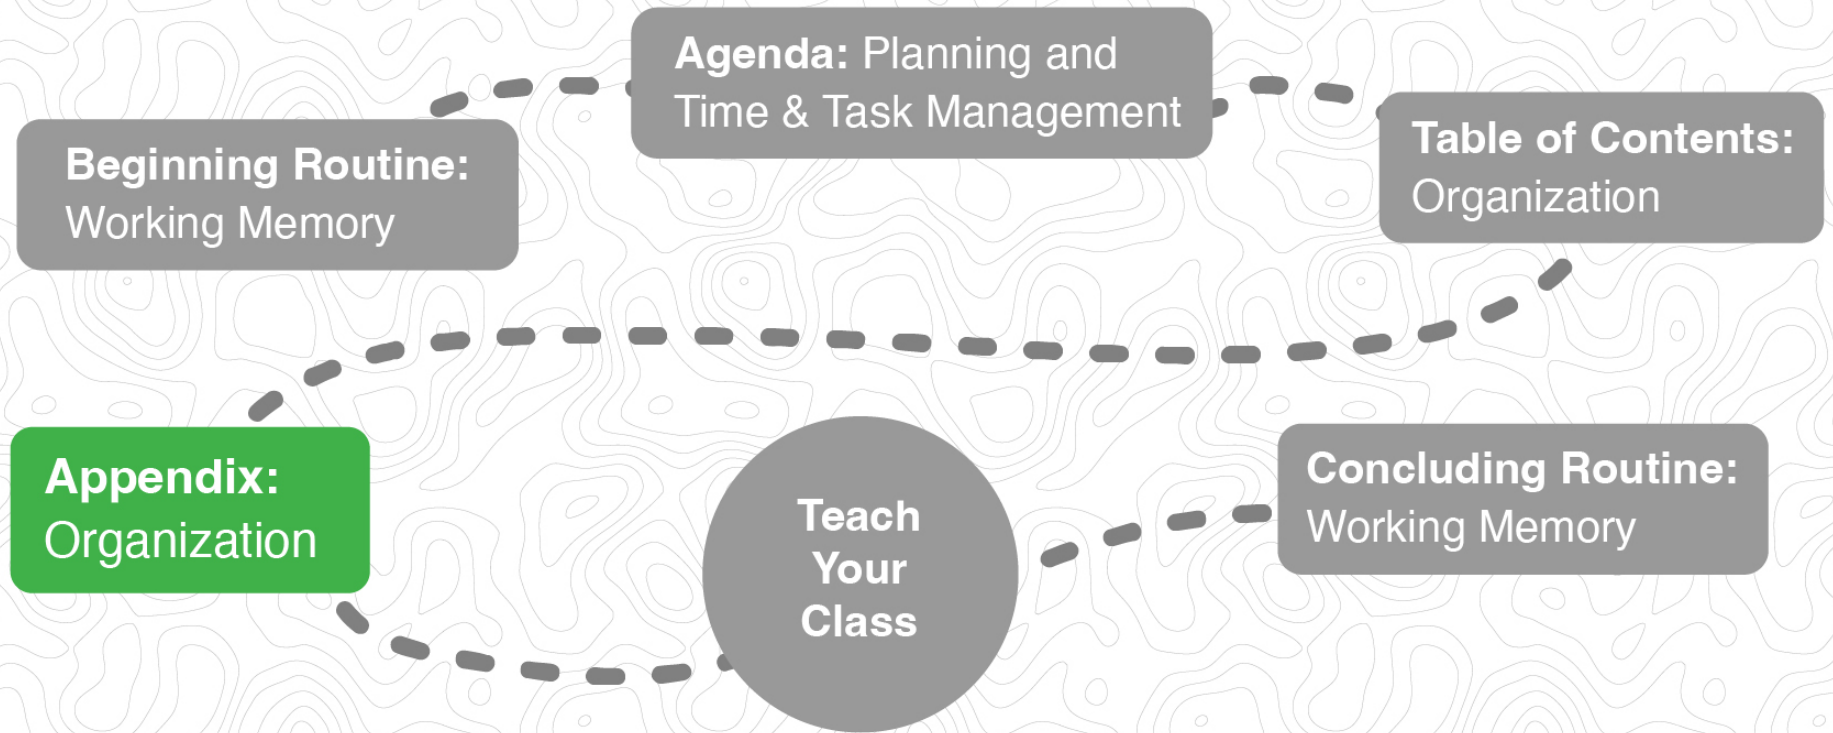 Beginning Routine:
Working Memory
Agenda: Planning and
Time & Task Management
Table of Contents:
Organization
Appendix:
Organization
Teach
Your
Class
Concluding Routine:
Working Memory